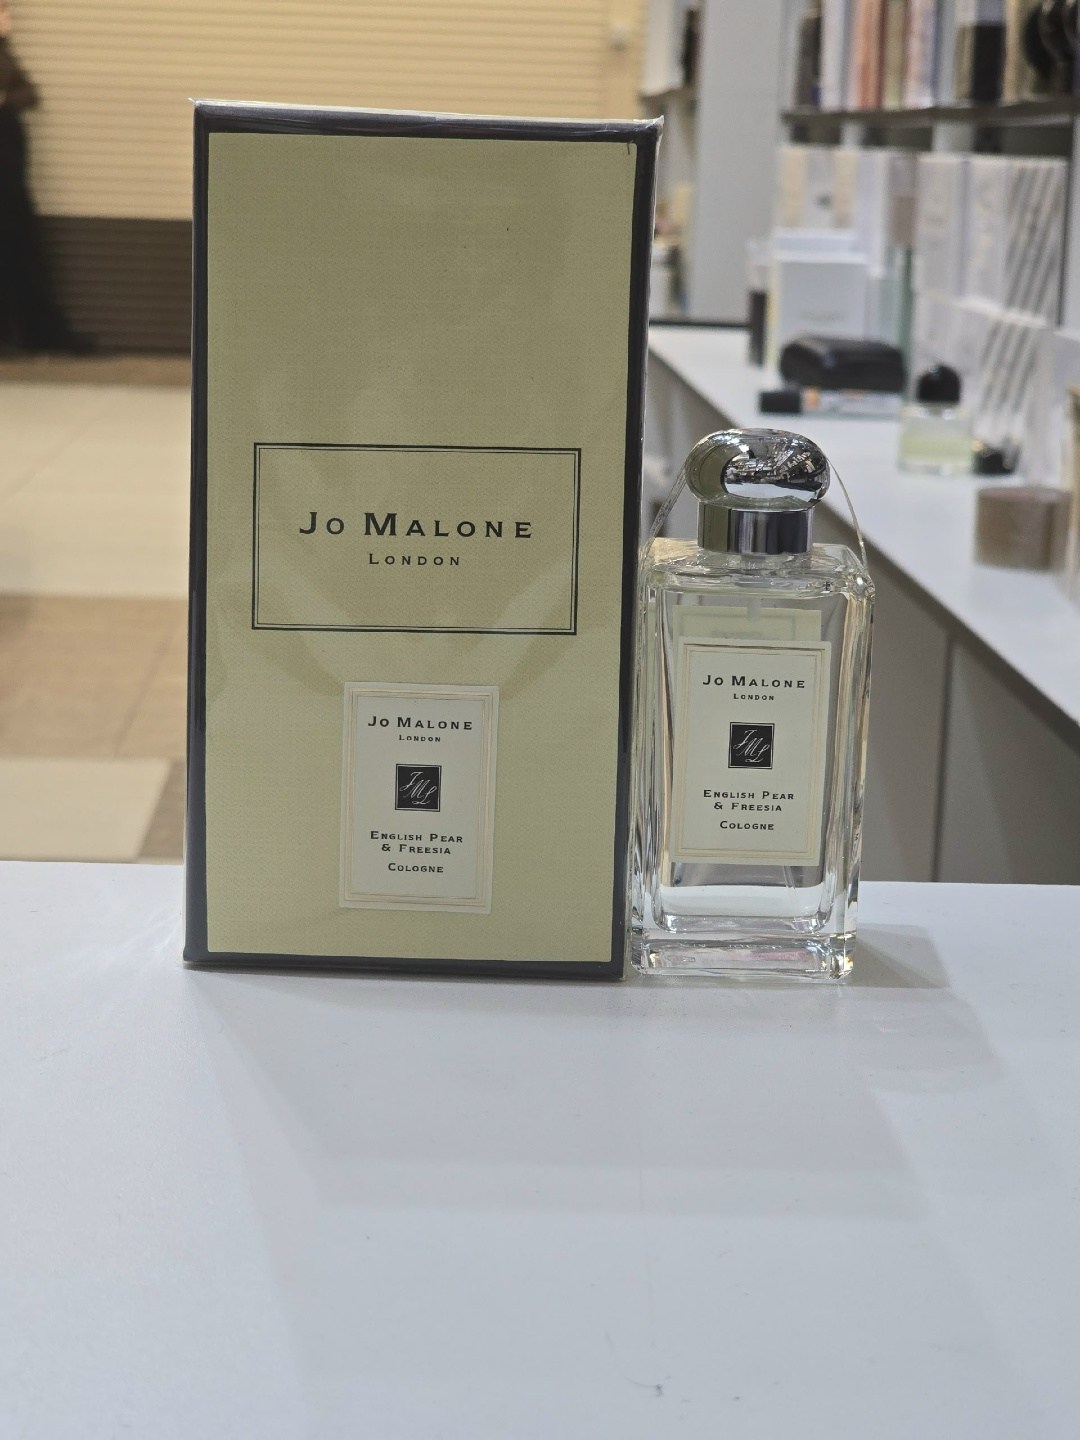 Jo Malone
London
Jo Malone
London
JML
English Pear
& Freesia
Cologne
Jo Malone
London
JML
English Pear
& Freesia
Cologne